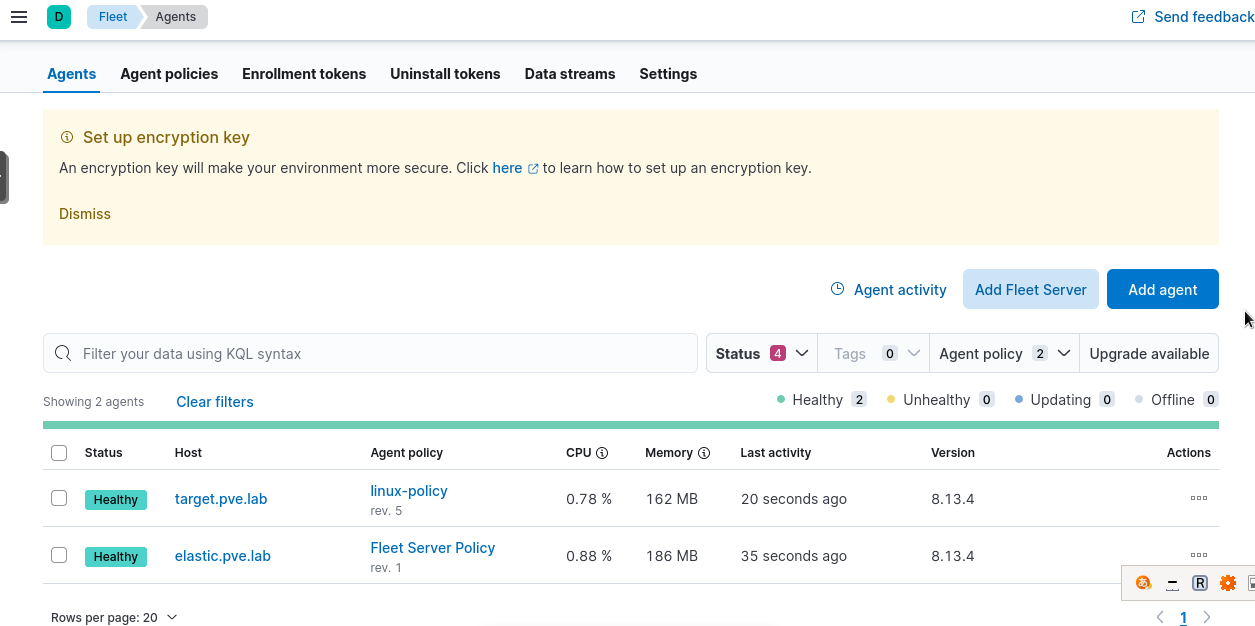 D Fleet Agents Send feedback
Agents Agent policies Enrollment tokens Uninstall tokens Data streams Settings
Set up encryption key
An encryption key will make your environment more secure. Click here to learn how to set up an encryption key.
Dismiss
Agent activity Add Fleet Server Add agent
Filter your data using KQL syntax Status 4 Tags 0 Agent policy 2 Upgrade available
Showing 2 agents Clear filters Healthy 2 Unhealthy 0 Updating 0 Offline 0
Status Host Agent policy CPU Memory Last activity Version Actions
Healthy target.pve.lab linux-policy 0.78 % 162 MB 20 seconds ago 8.13.4
rev. 5
Healthy elastic.pve.lab Fleet Server Policy 0.88 % 186 MB 35 seconds ago 8.13.4
rev. 1
あ R
Rows per page: 20 1